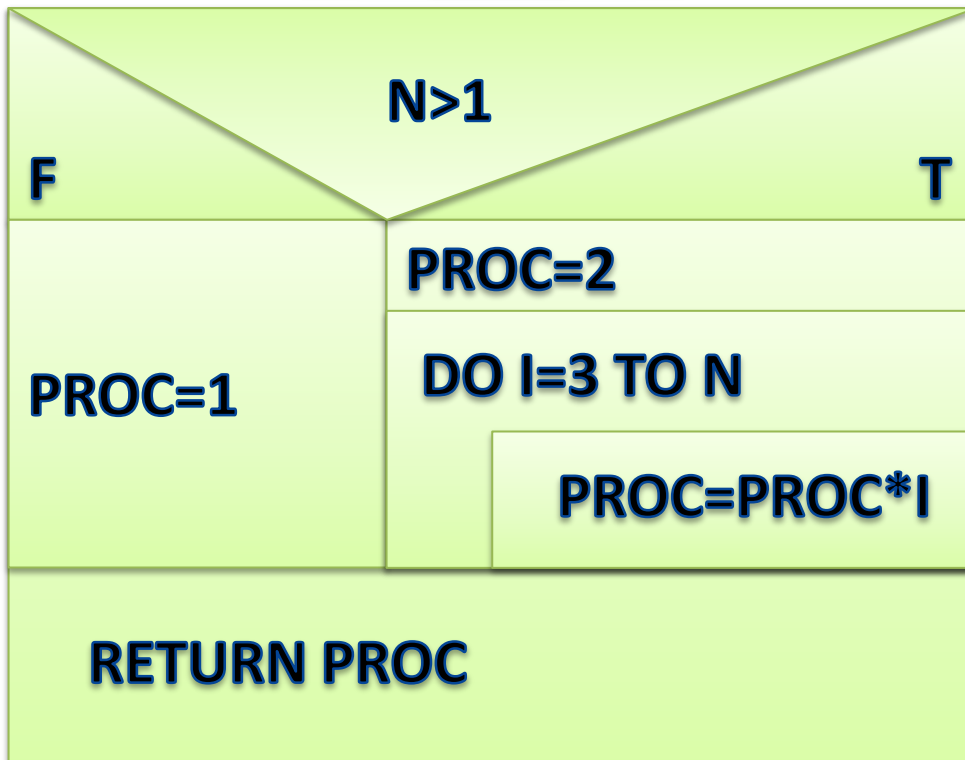 N>1
F
T
PROC=1
PROC=2
DO I=3 TO N
PROC=PROC*I
RETURN PROC